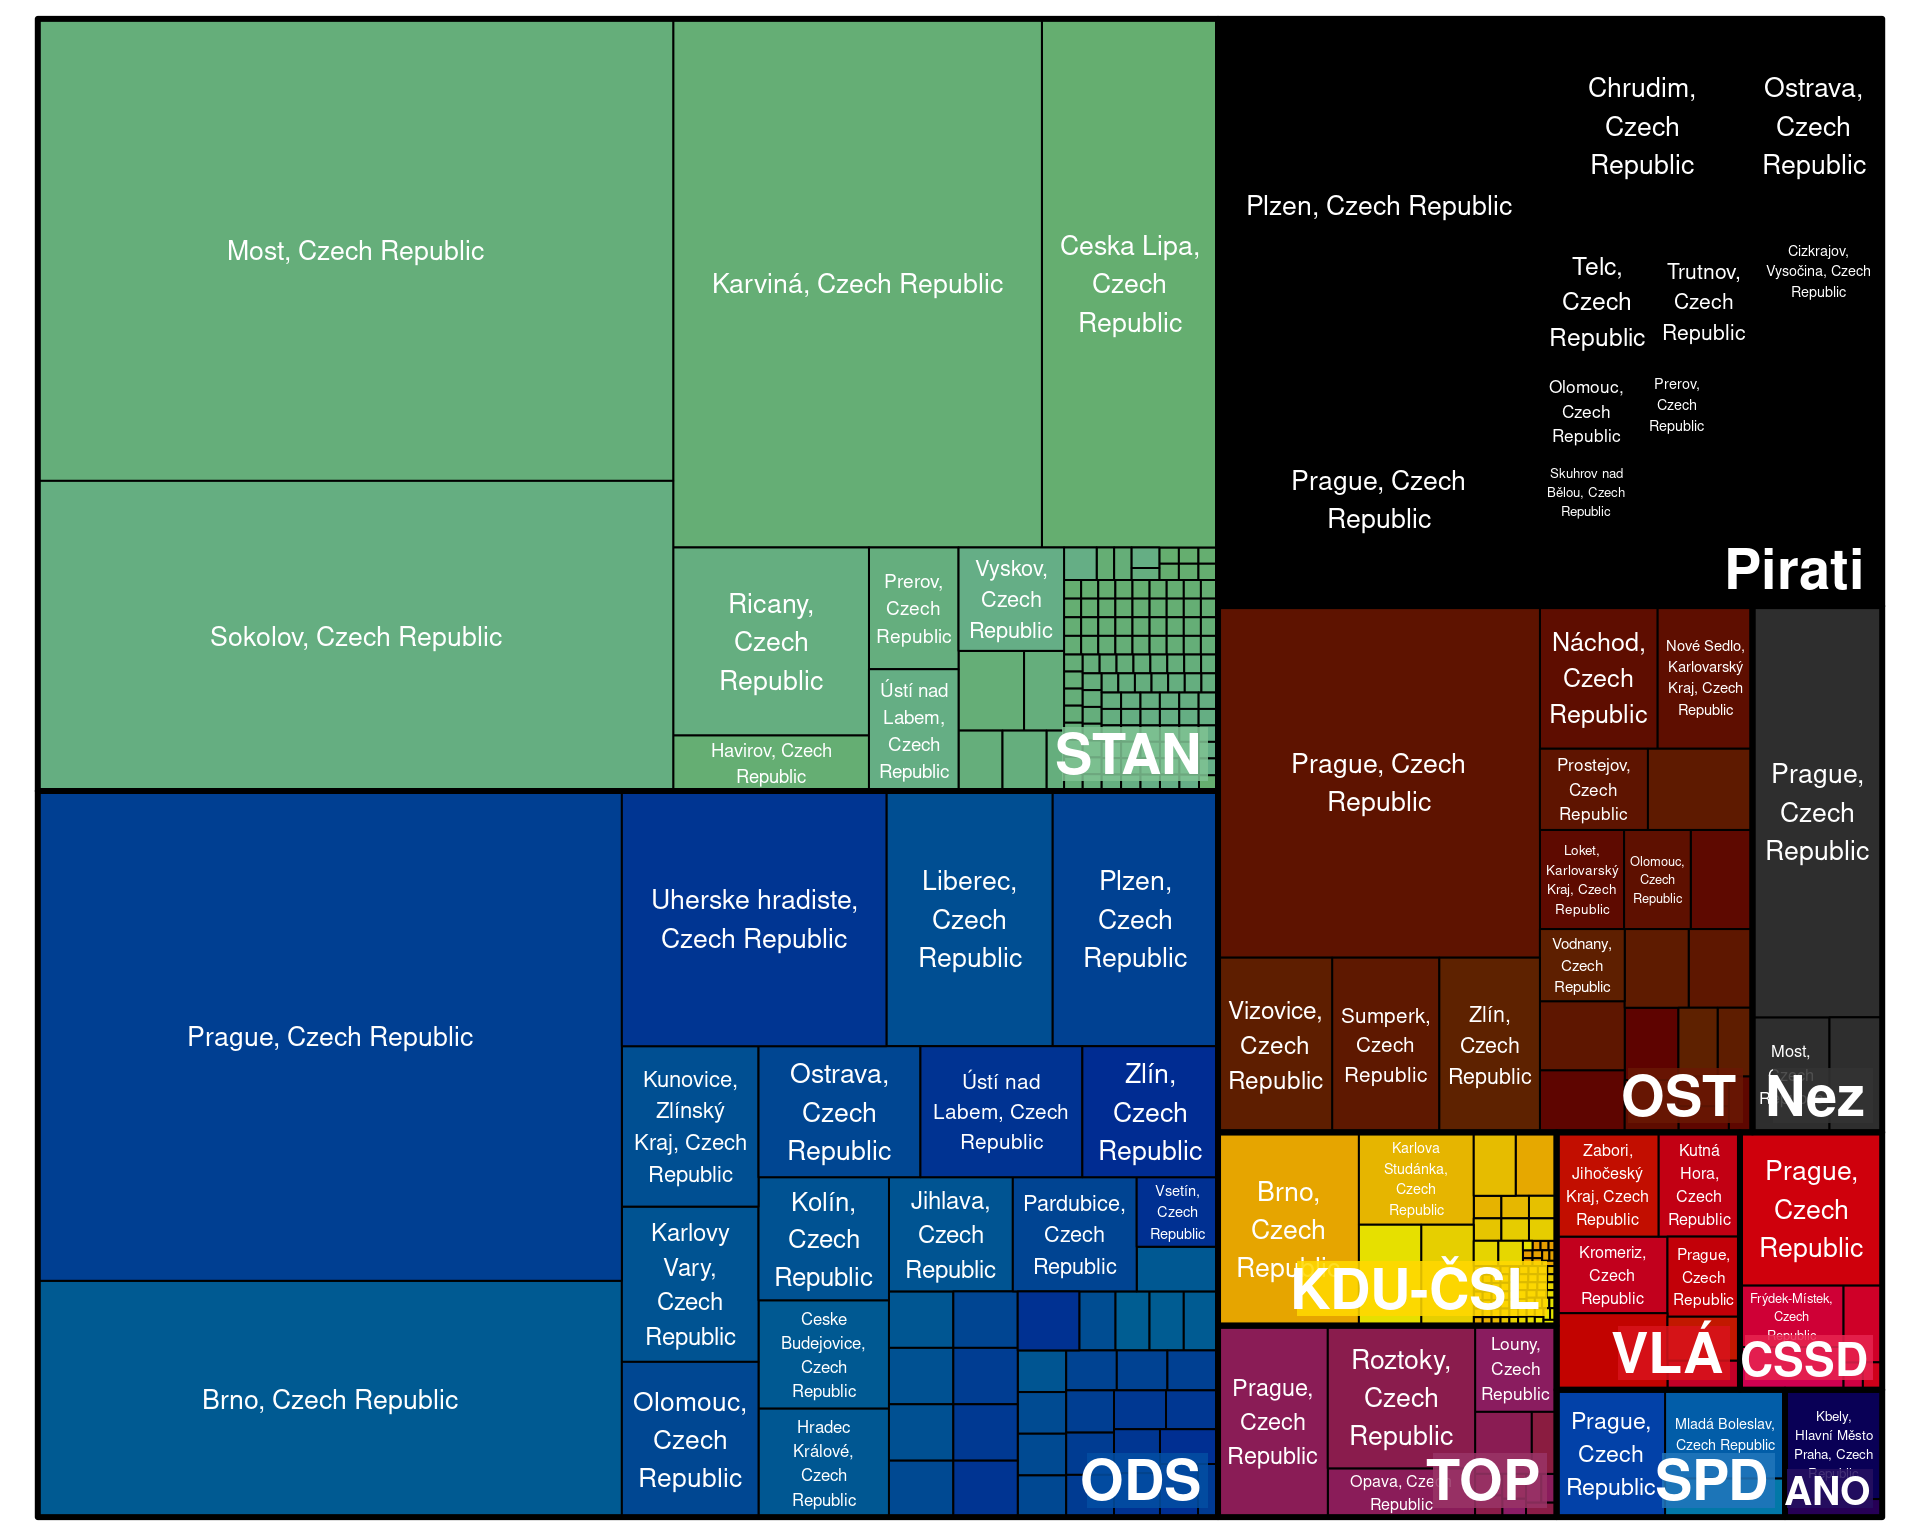 Most, Czech Republic
Sokolov, Czech Republic
Karviná, Czech Republic
Ceska Lipa,
Czech
Republic
Ricany,
Czech
Republic
Havirov, Czech
Republic
Prerov,
Czech
Republic
Ústí nad
Labem,
Czech
Republic
Vyskov,
Czech
Republic
STAN
Prague, Czech Republic
Brno, Czech Republic
Uherske hradiste,
Czech Republic
Liberec,
Czech
Republic
Plzen,
Czech
Republic
Kunovice,
Zlínský
Kraj, Czech
Republic
Karlovy
Vary,
Czech
Republic
Olomouc,
Czech
Republic
Ostrava,
Czech
Republic
Ústí nad
Labem, Czech
Republic
Zlín,
Czech
Republic
Kolín,
Czech
Republic
Jihlava,
Czech
Republic
Pardubice,
Czech
Republic
Vsetín,
Czech
Republic
Ceske
Budejovice,
Czech
Republic
Hradec
Králové,
Czech
Republic
ODS
Plzen, Czech Republic
Prague, Czech
Republic
Chrudim,
Czech
Republic
Ostrava,
Czech
Republic
Telc,
Czech
Republic
Trutnov,
Czech
Republic
Cizkrajov,
Vysočina, Czech
Republic
Olomouc,
Czech
Republic
Prerov,
Czech
Republic
Skuhrov nad
Bělou, Czech
Republic
Pirati
Prague, Czech
Republic
Vizovice,
Czech
Republic
Sumperk,
Czech
Republic
Zlín,
Czech
Republic
Náchod,
Czech
Republic
Nové Sedlo,
Karlovarský
Kraj, Czech
Republic
Prostejov,
Czech
Republic
Loket,
Karlovarský
Kraj, Czech
Republic
Olomouc,
Czech
Republic
Vodnany,
Czech
Republic
OST
Prague,
Czech
Republic
Most,
Czech
Nez
Brno,
Czech
Republic
Karlova
Studánka,
Czech
Republic
KDU-ČSL
Prague,
Czech
Republic
Roztoky,
Czech
Republic
Opava, Czech
Republic
Louny,
Czech
Republic
TOP
Zabori,
Jihočeský
Kraj, Czech
Republic
Kutná
Hora,
Czech
Republic
Kromeriz,
Czech
Republic
Prague,
Czech
Republic
VLÁ
Prague,
Czech
Republic
Frýdek-Místek,
Czech
Republic
CSSD
Prague,
Czech
Republic
Mladá Boleslav,
Czech Republic
SPD
Kbely,
Hlavní Město
Praha, Czech
Republic
ANO